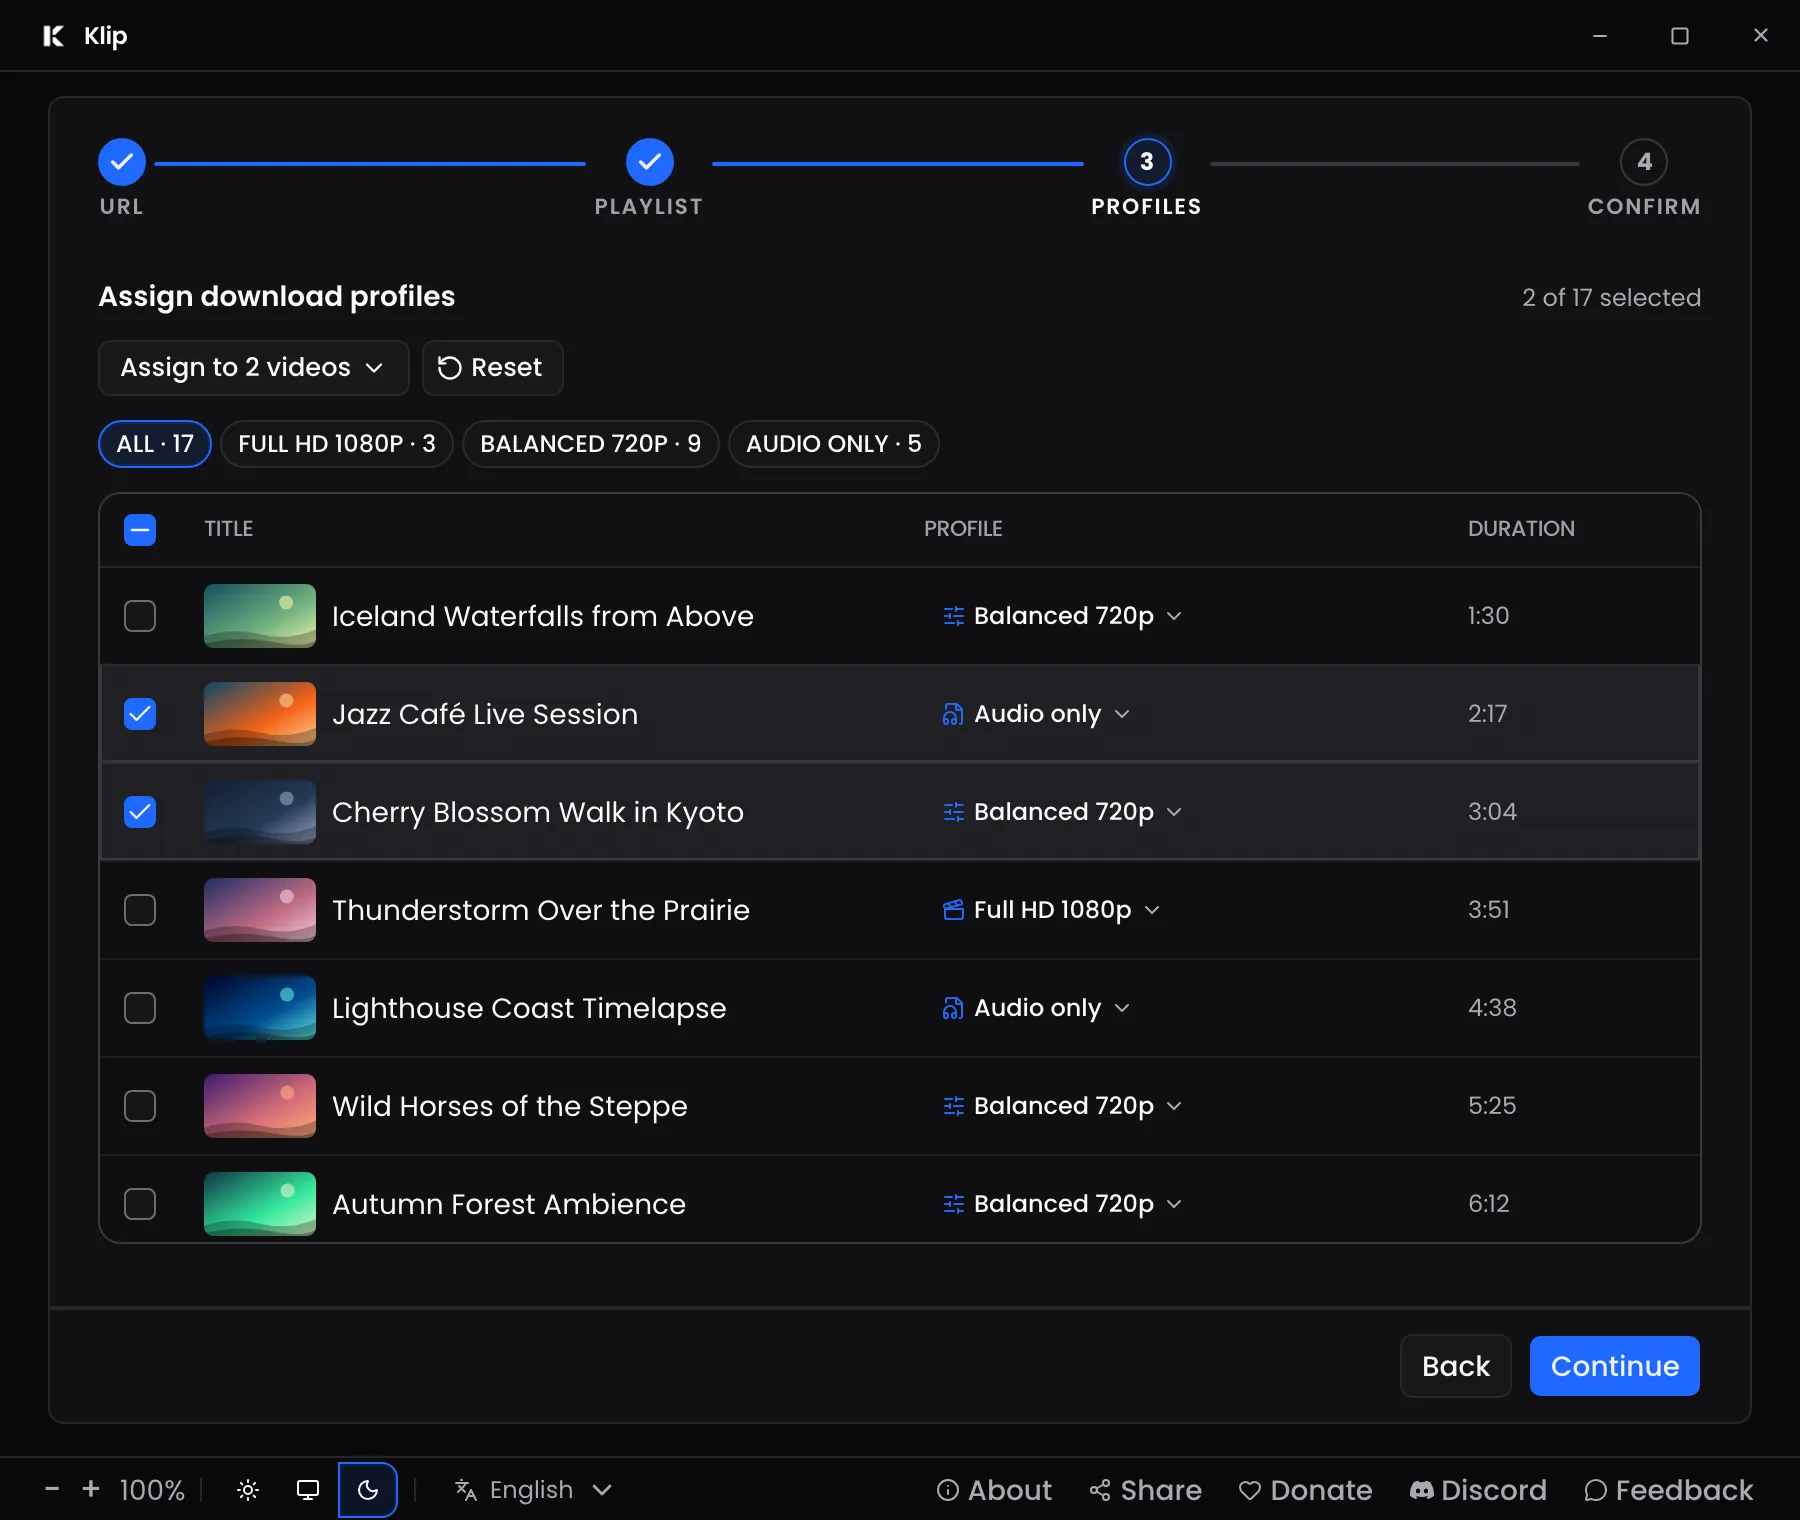 Klip
3
4
URL
PLAYLIST
PROFILES
CONFIRM
Assign download profiles
2 of 17 selected
Assign to 2 videos
Reset
ALL · 17
FULL HD 1080P · 3
BALANCED 720P · 9
AUDIO ONLY · 5
TITLE PROFILE DURATION
Iceland Waterfalls from Above Balanced 720p 1:30
Jazz Café Live Session Audio only 2:17
Cherry Blossom Walk in Kyoto Balanced 720p 3:04
Thunderstorm Over the Prairie Full HD 1080p 3:51
Lighthouse Coast Timelapse Audio only 4:38
Wild Horses of the Steppe Balanced 720p 5:25
Autumn Forest Ambience Balanced 720p 6:12
Back
Continue
− + 100%
English
About
Share
Donate
Discord
Feedback